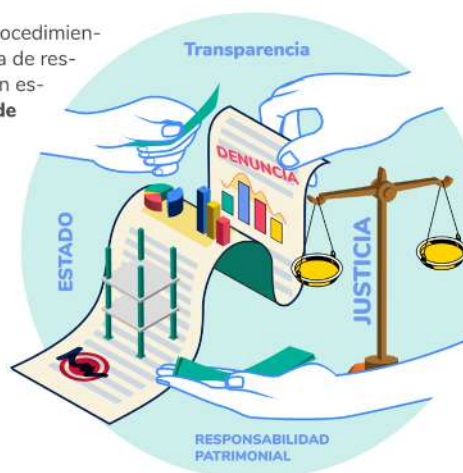 ocedimien-
a de res-
n es-
de
Transparencia
DENUNCIA
ESTADO
JUSTICIA
RESPONSABILIDAD
PATRIMONIAL